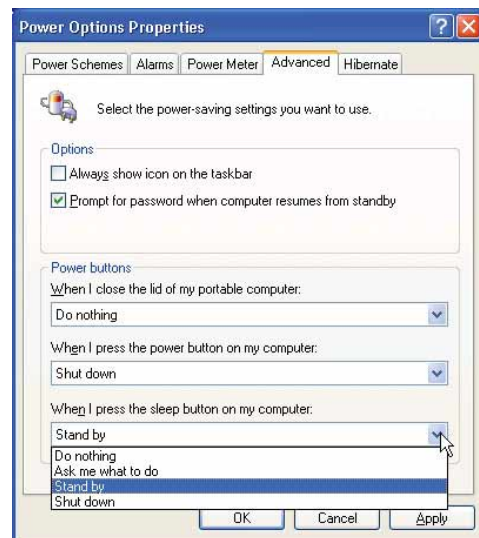 Power Options Properties
Power Schemes Alarms Power Meter Advanced Hibernate
Select the power-saving settings you want to use.
Options
Always show icon on the taskbar
Prompt for password when computer resumes from standby
Power buttons
When I close the lid of my portable computer:
Do nothing
When I press the power button on my computer:
Shut down
When I press the sleep button on my computer:
Stand by
Do nothing
Ask me what to do
Stand by
Shut down
OK Cancel Apply